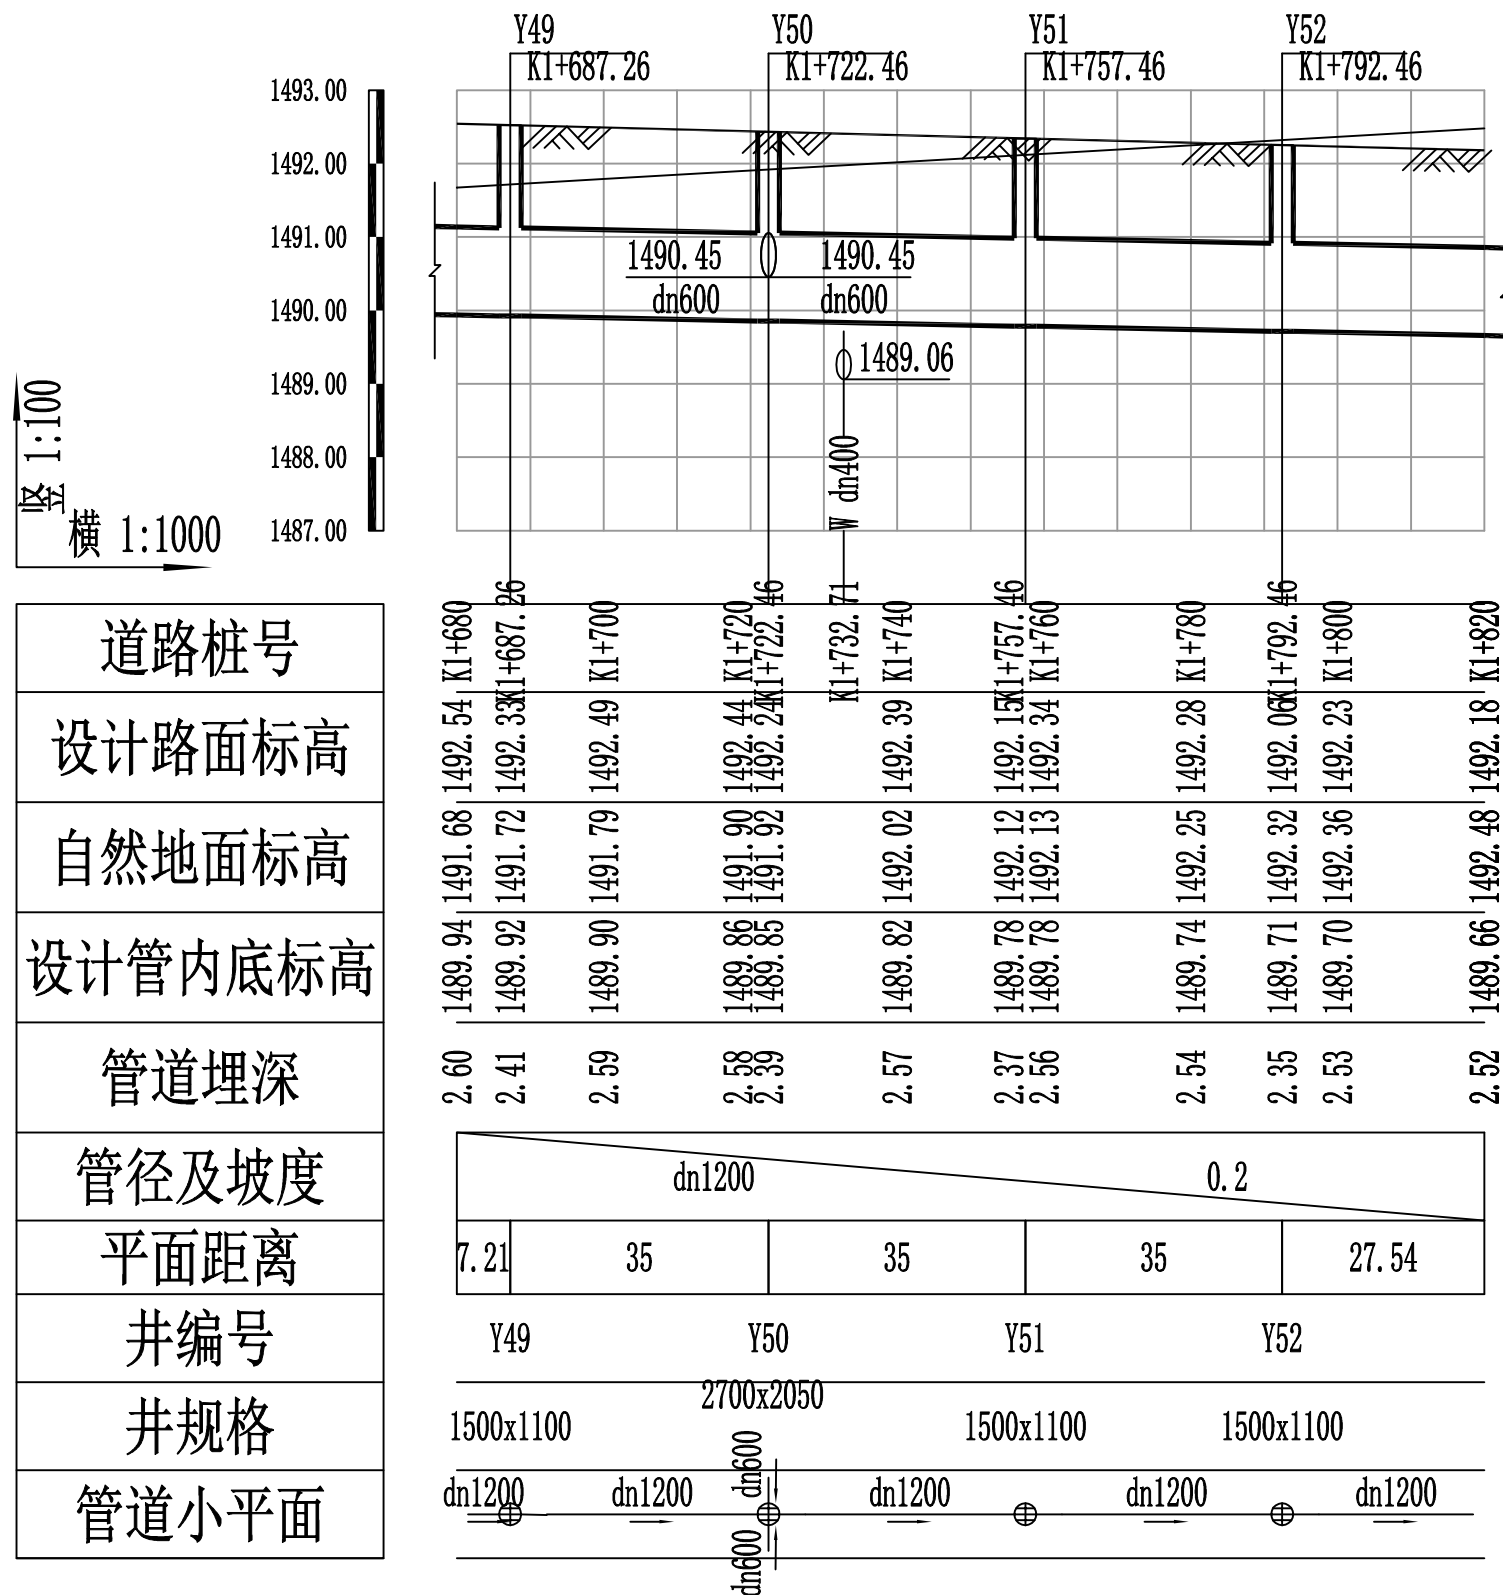 Y49 Y50 Y51 Y52
K1+687.26 K1+722.46 K1+757.46 K1+792.46
1493.00
1492.00
1491.00
1490.00
1489.00
1488.00
1487.00
1490.45 1490.45
dn600 dn600
1489.06
W dn400
竖 1:100
横 1:1000
道路桩号 K1+680 K1+687.26 K1+700 K1+720 K1+722.46 K1+732.71 K1+740 K1+757.46 K1+760 K1+780 K1+792.46 K1+800 K1+820
设计路面标高 1492.54 1492.33 1492.49 1492.44 1492.24 1492.39 1492.15 1492.34 1492.28 1492.06 1492.23 1492.18
自然地面标高 1491.68 1491.72 1491.79 1491.90 1491.92 1492.02 1492.12 1492.13 1492.25 1492.32 1492.36 1492.48
设计管内底标高 1489.94 1489.92 1489.90 1489.86 1489.85 1489.82 1489.78 1489.78 1489.74 1489.71 1489.70 1489.66
管道埋深 2.60 2.41 2.59 2.58 2.39 2.57 2.37 2.56 2.54 2.35 2.53 2.52
管径及坡度 dn1200 0.2
平面距离 7.21 35 35 35 27.54
井编号 Y49 Y50 Y51 Y52
井规格 1500x1100 2700x2050 1500x1100 1500x1100
管道小平面 dn1200 dn1200 dn600 dn600 dn1200 dn1200 dn1200